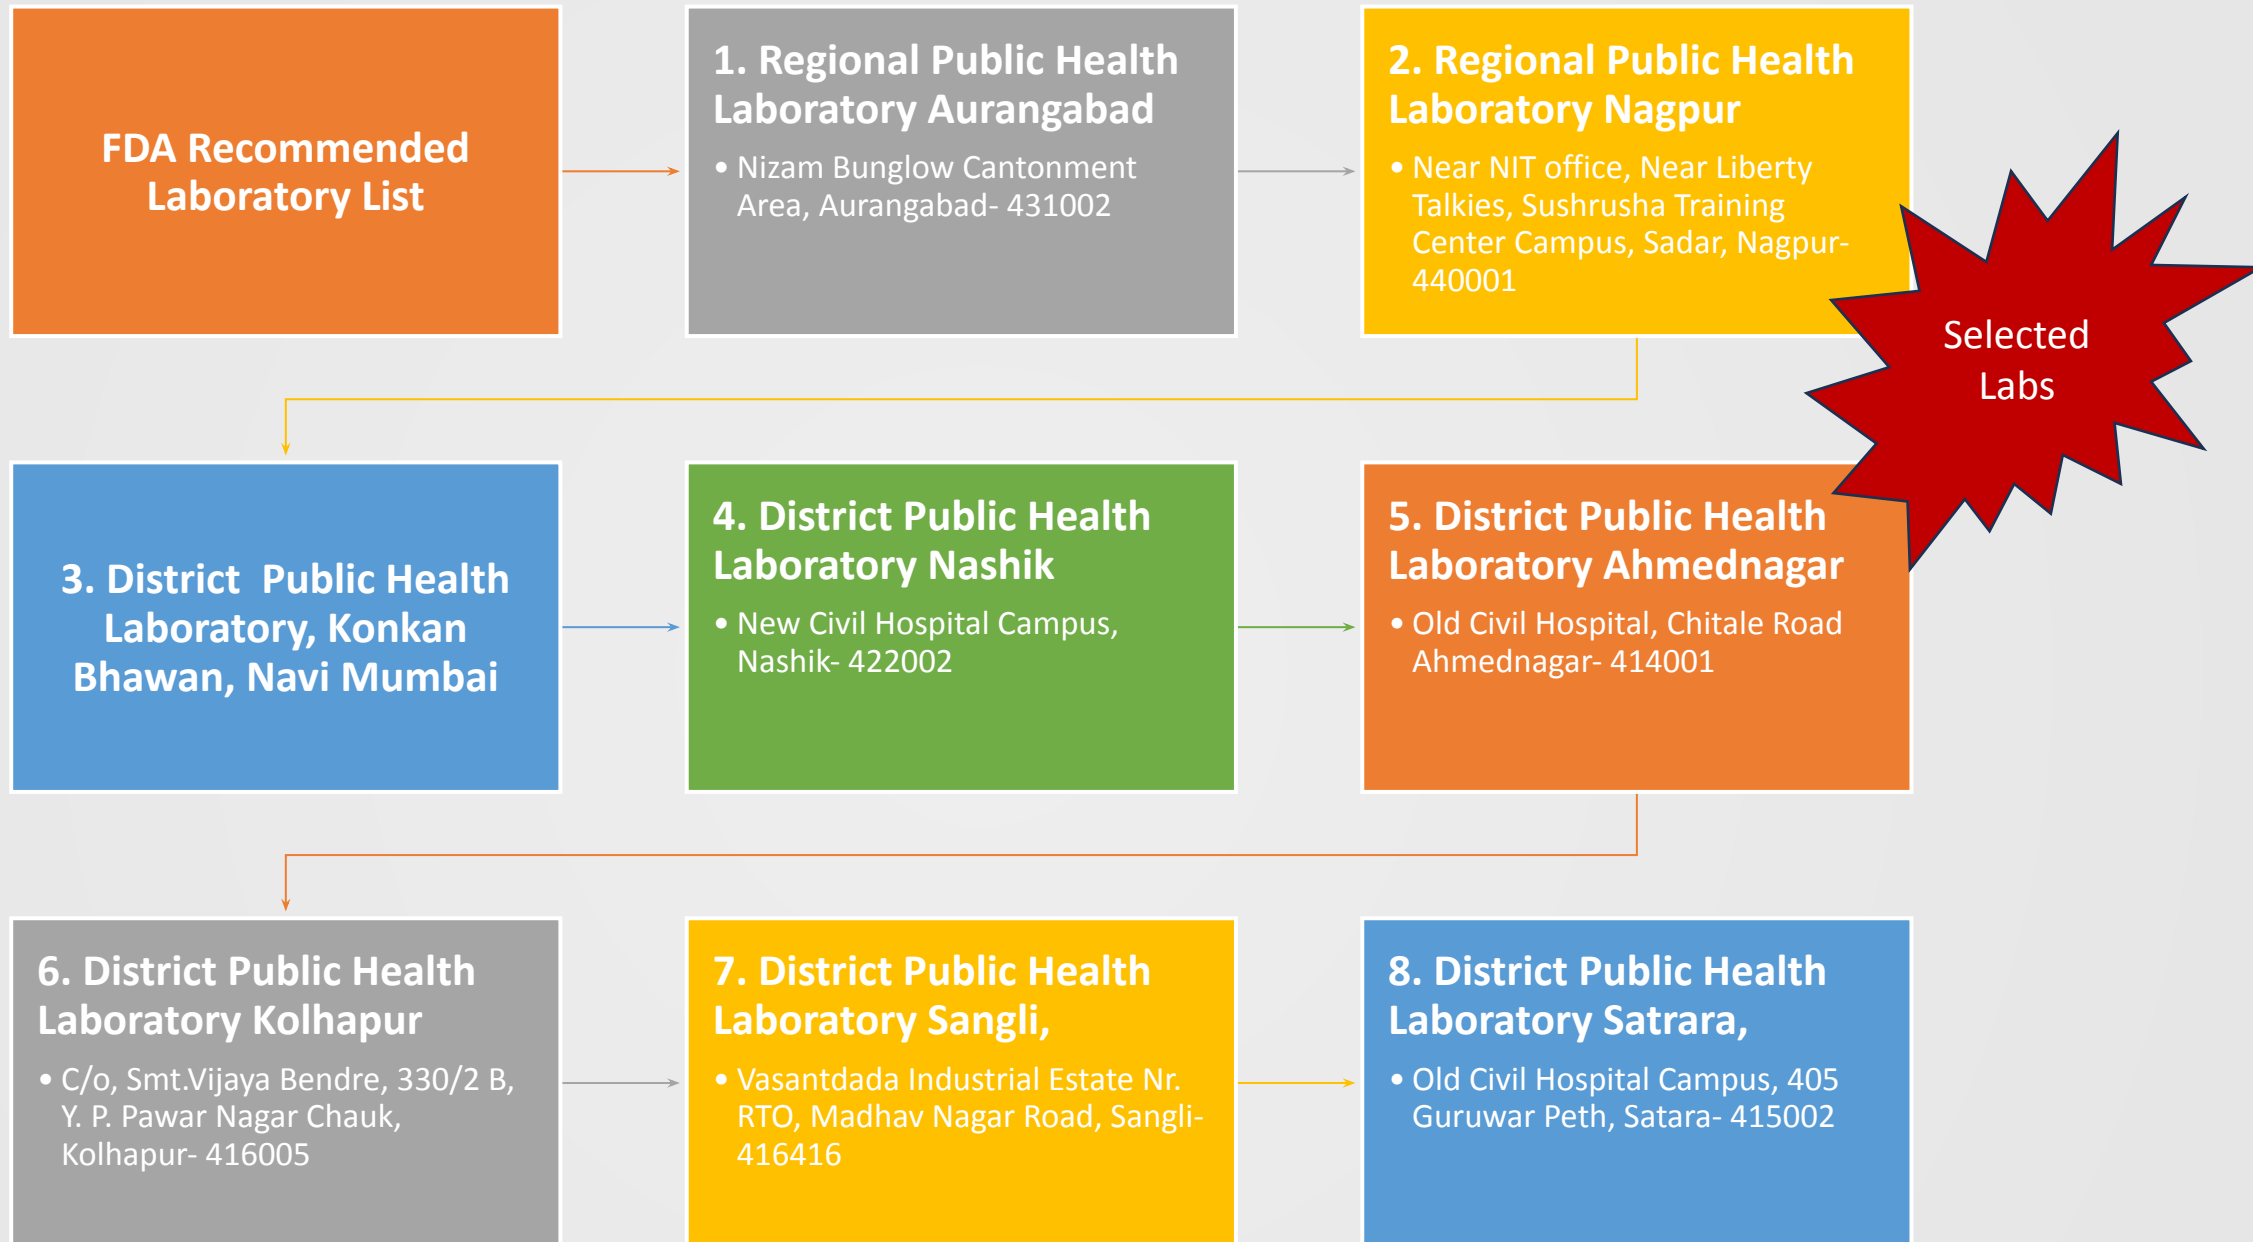 FDA Recommended
Laboratory List
1. Regional Public Health
Laboratory Aurangabad
• Nizam Bunglow Cantonment
Area, Aurangabad- 431002
2. Regional Public Health
Laboratory Nagpur
• Near NIT office, Near Liberty
Talkies, Sushrusha Training
Center Campus, Sadar, Nagpur-
440001
Selected
Labs
3. District  Public Health
Laboratory, Konkan
Bhawan, Navi Mumbai
4. District Public Health
Laboratory Nashik
• New Civil Hospital Campus,
Nashik- 422002
5. District Public Health
Laboratory Ahmednagar
• Old Civil Hospital, Chitale Road
Ahmednagar- 414001
6. District Public Health
Laboratory Kolhapur
• C/o, Smt.Vijaya Bendre, 330/2 B,
Y. P. Pawar Nagar Chauk,
Kolhapur- 416005
7. District Public Health
Laboratory Sangli,
• Vasantdada Industrial Estate Nr.
RTO, Madhav Nagar Road, Sangli-
416416
8. District Public Health
Laboratory Satrara,
• Old Civil Hospital Campus, 405
Guruwar Peth, Satara- 415002